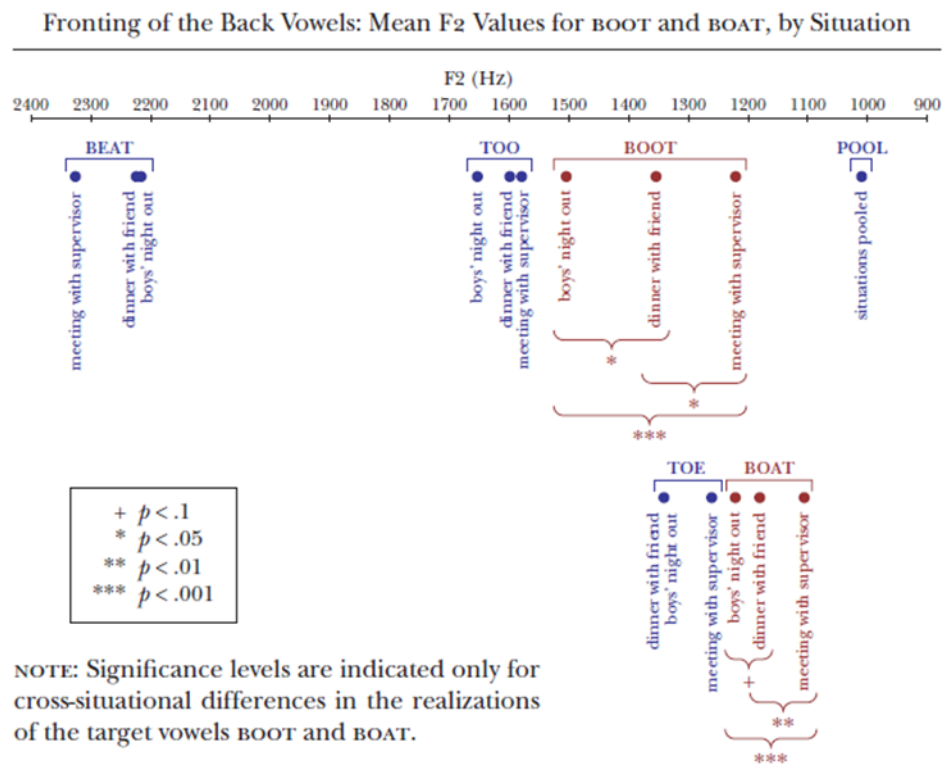 Fronting of the Back Vowels: Mean F2 Values for BOOT and BOAT, by Situation
F2 (Hz)
2400 2300 2200 2100 2000 1900 1800 1700 1600 1500 1400 1300 1200 1100 1000 900
BEAT TOO BOOT POOL
meeting with supervisor
dinner with friend
boys' night out
boys' night out
dinner with friend
meeting with supervisor
boys' night out
dinner with friend
meeting with supervisor
situations pooled
*
*
***
TOE BOAT
dinner with friend
boys' night out
meeting with supervisor
boys' night out
dinner with friend
meeting with supervisor
+
**
***
+ p<.1
* p<.05
** p<.01
*** p<.001
NOTE: Significance levels are indicated only for
cross-situational differences in the realizations
of the target vowels BOOT and BOAT.